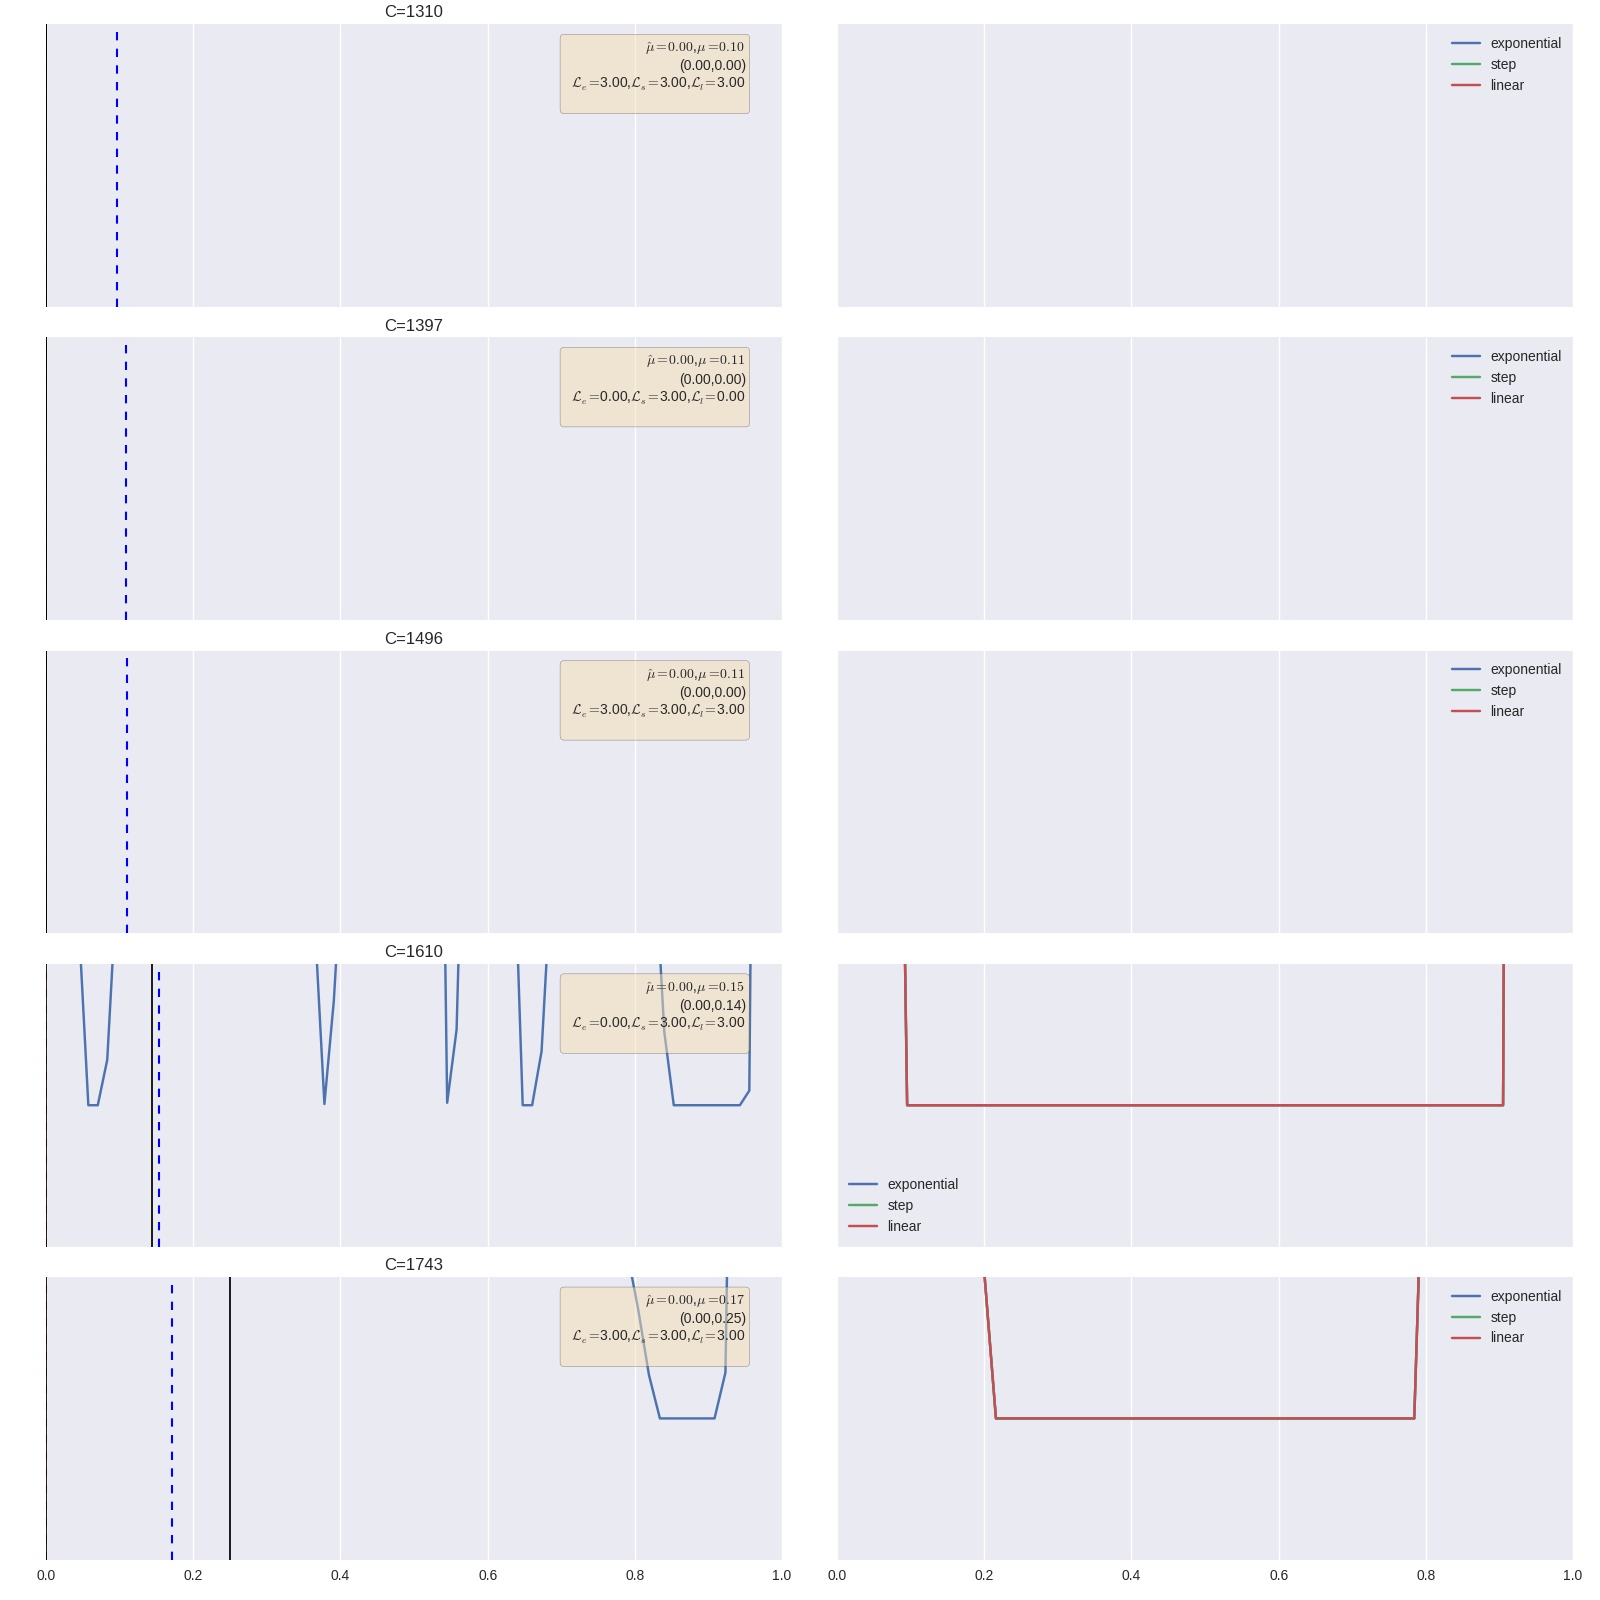 C=1310
μ̂=0.00,μ=0.10
(0.00,0.00)
ℒₑ=3.00,ℒₛ=3.00,ℒₗ=3.00
exponential
step
linear
C=1397
μ̂=0.00,μ=0.11
(0.00,0.00)
ℒₑ=0.00,ℒₛ=3.00,ℒₗ=0.00
exponential
step
linear
C=1496
μ̂=0.00,μ=0.11
(0.00,0.00)
ℒₑ=3.00,ℒₛ=3.00,ℒₗ=3.00
exponential
step
linear
C=1610
μ̂=0.00,μ=0.15
(0.00,0.14)
ℒₑ=0.00,ℒₛ=3.00,ℒₗ=3.00
exponential
step
linear
C=1743
μ̂=0.00,μ=0.17
(0.00,0.25)
ℒₑ=3.00,ℒₛ=3.00,ℒₗ=3.00
exponential
step
linear
0.0 0.2 0.4 0.6 0.8 1.0
0.0 0.2 0.4 0.6 0.8 1.0